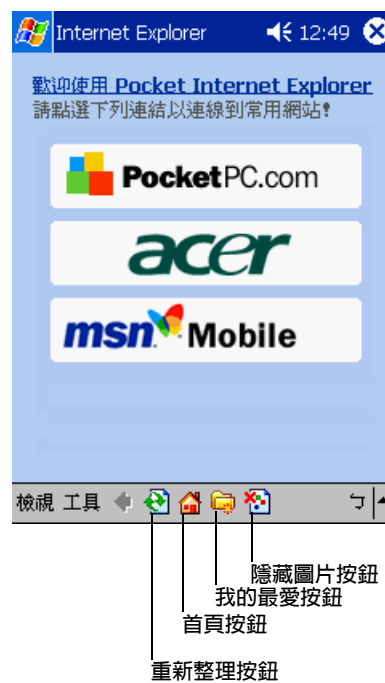 Internet Explorer 12:49
歡迎使用 Pocket Internet Explorer
請點選下列連結以連線到常用網站!
PocketPC.com
acer
msn Mobile
檢視 工具 ㄅ
隱藏圖片按鈕
我的最愛按鈕
首頁按鈕
重新整理按鈕